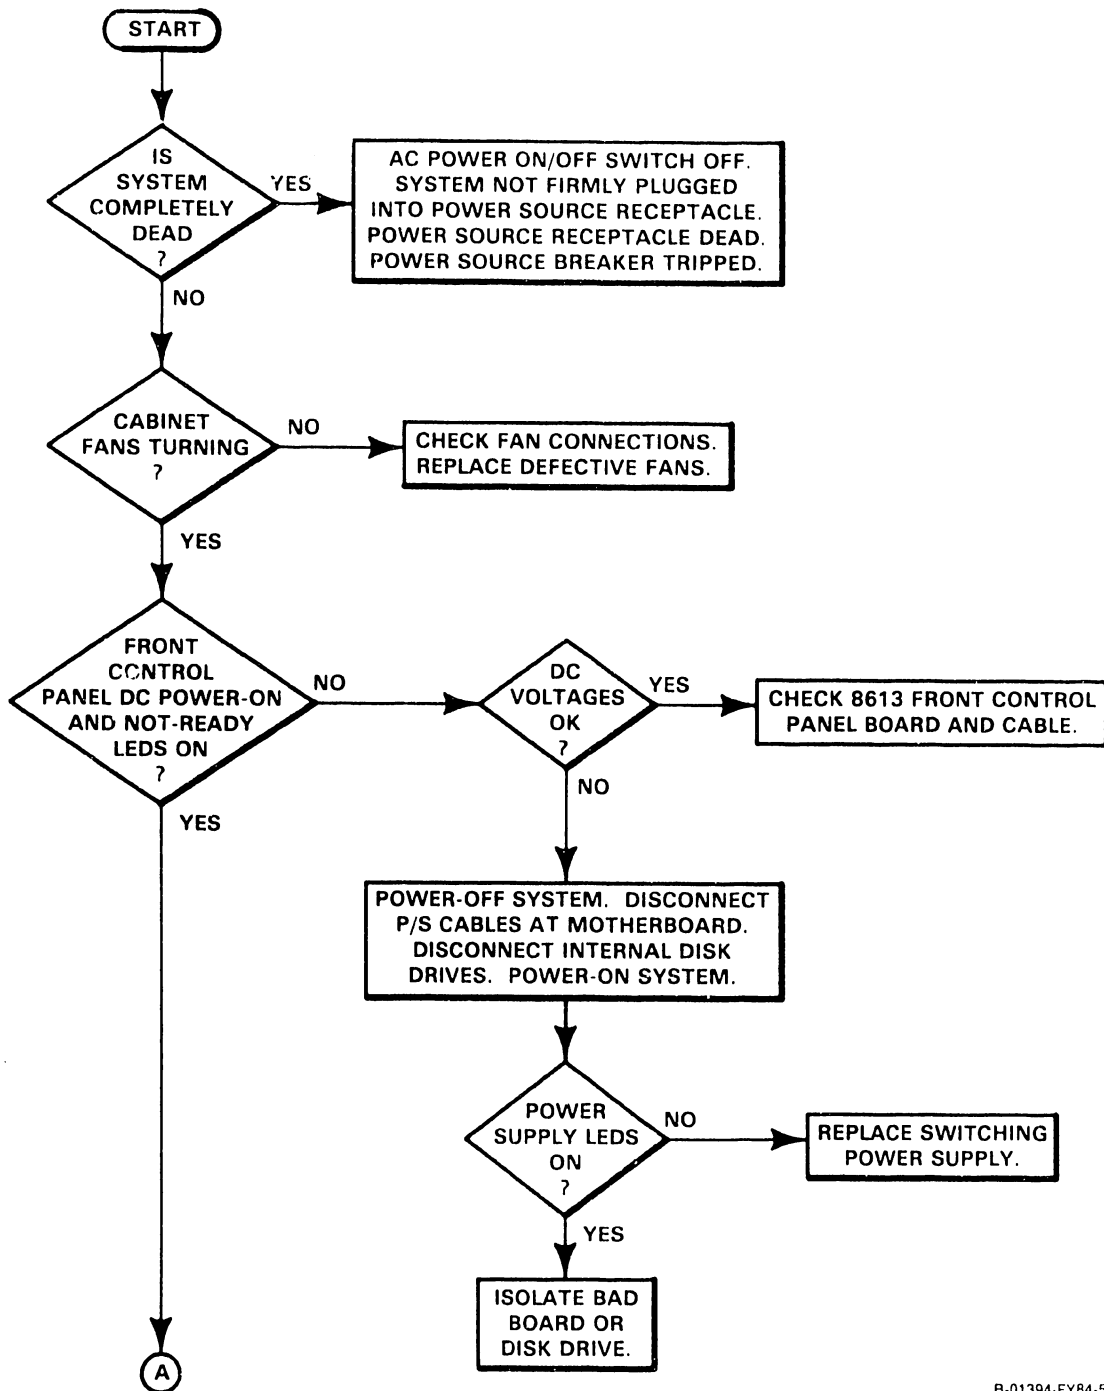 START
IS
SYSTEM
COMPLETELY
DEAD
?
YES
AC POWER ON/OFF SWITCH OFF.
SYSTEM NOT FIRMLY PLUGGED
INTO POWER SOURCE RECEPTACLE.
POWER SOURCE RECEPTACLE DEAD.
POWER SOURCE BREAKER TRIPPED.
NO
CABINET
FANS TURNING
?
NO
CHECK FAN CONNECTIONS.
REPLACE DEFECTIVE FANS.
YES
FRONT
CONTROL
PANEL DC POWER-ON
AND NOT-READY
LEDS ON
?
NO
DC
VOLTAGES
OK
?
YES
CHECK 8613 FRONT CONTROL
PANEL BOARD AND CABLE.
NO
YES
POWER-OFF SYSTEM. DISCONNECT
P/S CABLES AT MOTHERBOARD.
DISCONNECT INTERNAL DISK
DRIVES. POWER-ON SYSTEM.
POWER
SUPPLY LEDS
ON
?
NO
REPLACE SWITCHING
POWER SUPPLY.
YES
ISOLATE BAD
BOARD OR
DISK DRIVE.
A
B-01394-FY84-5